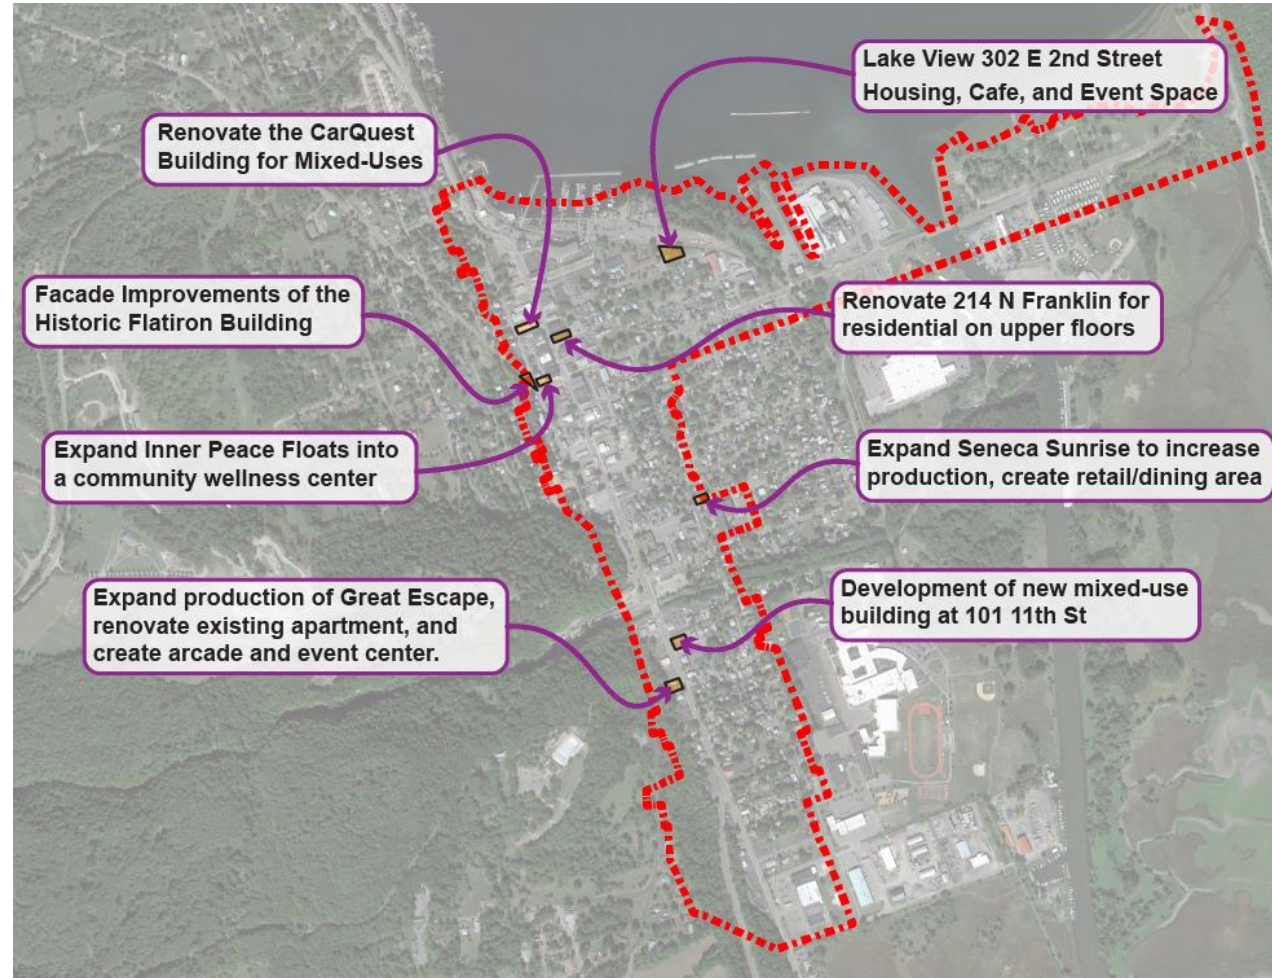 Lake View 302 E 2nd Street
Housing, Cafe, and Event Space
Renovate the CarQuest
Building for Mixed-Uses
Facade Improvements of the
Historic Flatiron Building
Renovate 214 N Franklin for
residential on upper floors
Expand Inner Peace Floats into
a community wellness center
Expand Seneca Sunrise to increase
production, create retail/dining area
Expand production of Great Escape,
renovate existing apartment, and
create arcade and event center.
Development of new mixed-use
building at 101 11th St